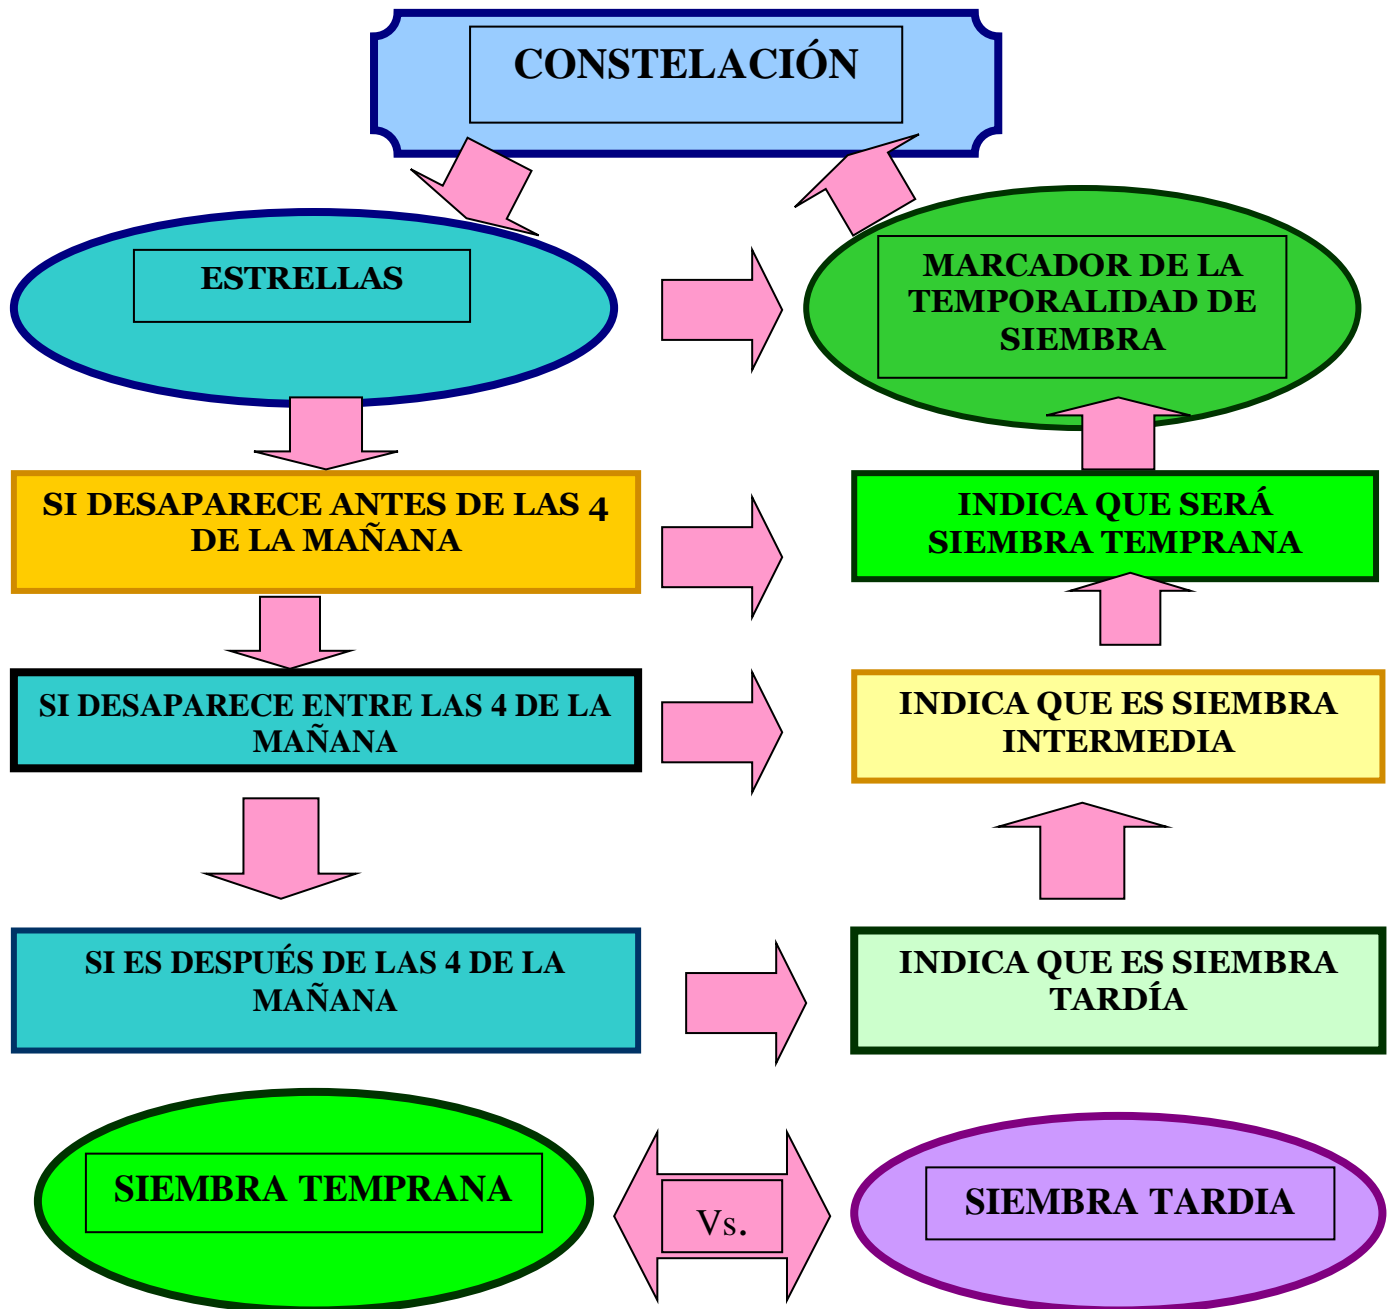 CONSTELACIÓN
ESTRELLAS
MARCADOR DE LA
TEMPORALIDAD DE
SIEMBRA
SI DESAPARECE ANTES DE LAS 4
DE LA MAÑANA
INDICA QUE SERÁ
SIEMBRA TEMPRANA
SI DESAPARECE ENTRE LAS 4 DE LA
MAÑANA
INDICA QUE ES SIEMBRA
INTERMEDIA
SI ES DESPUÉS DE LAS 4 DE LA
MAÑANA
INDICA QUE ES SIEMBRA
TARDÍA
SIEMBRA TEMPRANA
Vs.
SIEMBRA TARDIA